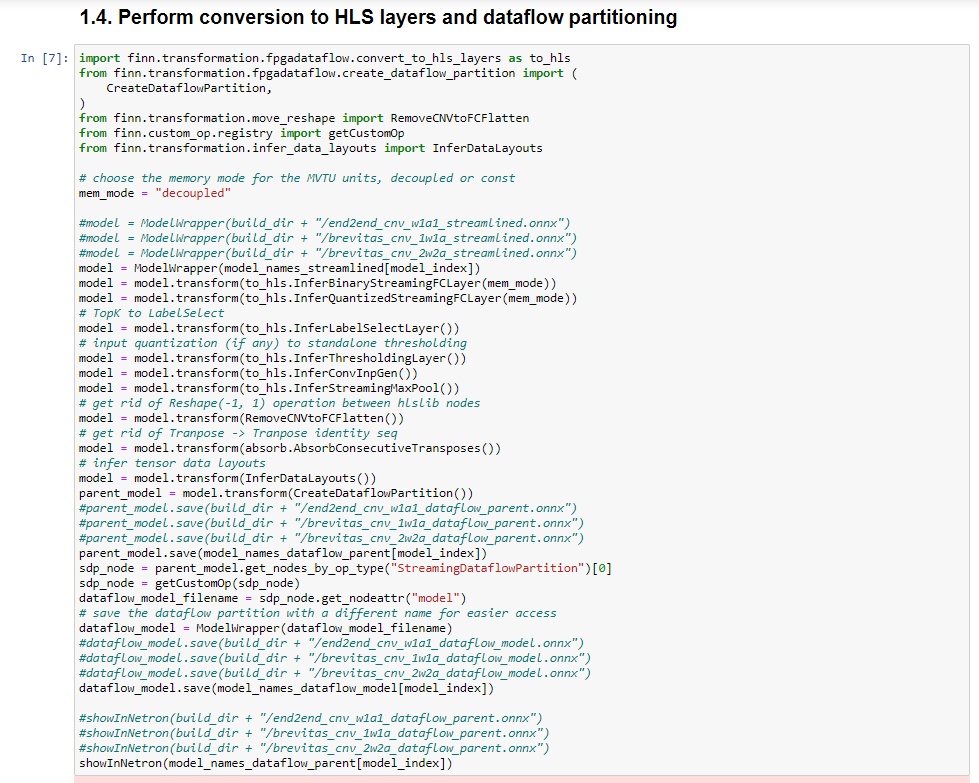 1.4. Perform conversion to HLS layers and dataflow partitioning
In [7]: import finn.transformation.fpgadataflow.convert_to_hls_layers as to_hls
from finn.transformation.fpgadataflow.create_dataflow_partition import (
    CreateDataflowPartition,
)
from finn.transformation.move_reshape import RemoveCNVtoFCFlatten
from finn.custom_op.registry import getCustomOp
from finn.transformation.infer_data_layouts import InferDataLayouts

# choose the memory mode for the MVTU units, decoupled or const
mem_mode = "decoupled"

#model = ModelWrapper(build_dir + "/end2end_cnv_w1a1_streamlined.onnx")
#model = ModelWrapper(build_dir + "/brevitas_cnv_1w1a_streamlined.onnx")
#model = ModelWrapper(build_dir + "/brevitas_cnv_2w2a_streamlined.onnx")
model = ModelWrapper(model_names_streamlined[model_index])
model = model.transform(to_hls.InferBinaryStreamingFCLayer(mem_mode))
model = model.transform(to_hls.InferQuantizedStreamingFCLayer(mem_mode))
# TopK to LabelSelect
model = model.transform(to_hls.InferLabelSelectLayer())
# input quantization (if any) to standalone thresholding
model = model.transform(to_hls.InferThresholdingLayer())
model = model.transform(to_hls.InferConvInpGen())
model = model.transform(to_hls.InferStreamingMaxPool())
# get rid of Reshape(-1, 1) operation between hlslib nodes
model = model.transform(RemoveCNVtoFCFlatten())
# get rid of Tranpose -> Tranpose identity seq
model = model.transform(absorb.AbsorbConsecutiveTransposes())
# infer tensor data layouts
model = model.transform(InferDataLayouts())
parent_model = model.transform(CreateDataflowPartition())
#parent_model.save(build_dir + "/end2end_cnv_w1a1_dataflow_parent.onnx")
#parent_model.save(build_dir + "/brevitas_cnv_1w1a_dataflow_parent.onnx")
#parent_model.save(build_dir + "/brevitas_cnv_2w2a_dataflow_parent.onnx")
parent_model.save(model_names_dataflow_parent[model_index])
sdp_node = parent_model.get_nodes_by_op_type("StreamingDataflowPartition")[0]
sdp_node = getCustomOp(sdp_node)
dataflow_model_filename = sdp_node.get_nodeattr("model")
# save the dataflow partition with a different name for easier access
dataflow_model = ModelWrapper(dataflow_model_filename)
#dataflow_model.save(build_dir + "/end2end_cnv_w1a1_dataflow_model.onnx")
#dataflow_model.save(build_dir + "/brevitas_cnv_1w1a_dataflow_model.onnx")
#dataflow_model.save(build_dir + "/brevitas_cnv_2w2a_dataflow_model.onnx")
dataflow_model.save(model_names_dataflow_model[model_index])

#showInNetron(build_dir + "/end2end_cnv_w1a1_dataflow_parent.onnx")
#showInNetron(build_dir + "/brevitas_cnv_1w1a_dataflow_parent.onnx")
#showInNetron(build_dir + "/brevitas_cnv_2w2a_dataflow_parent.onnx")
showInNetron(model_names_dataflow_parent[model_index])